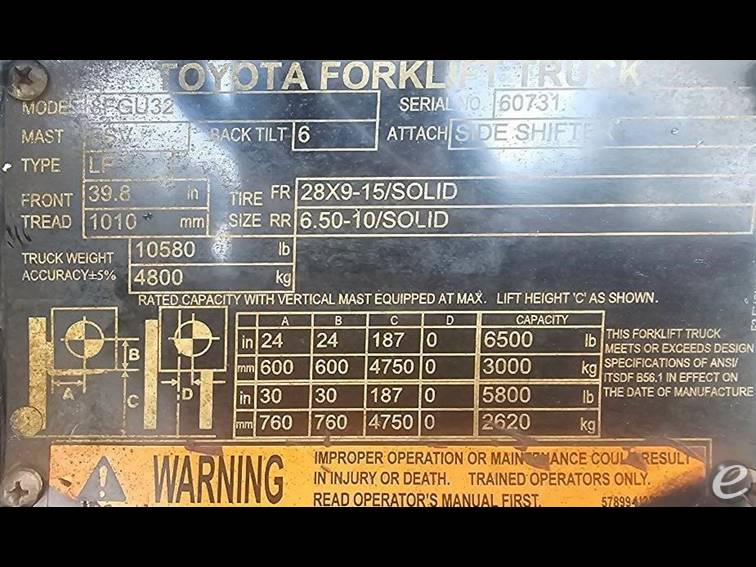 TOYOTA FORKLIFT TRUCK
MODEL 8FGU32 SERIAL NO. 60731
MAST BACK TILT 6 ATTACH SIDE SHIFTER
TYPE LP
FRONT TREAD 39.8 in TIRE SIZE FR 28X9-15/SOLID
1010 mm RR 6.50-10/SOLID
TRUCK WEIGHT 10580 lb
ACCURACY±5% 4800 kg
RATED CAPACITY WITH VERTICAL MAST EQUIPPED AT MAX. LIFT HEIGHT 'C' AS SHOWN.
A B C D CAPACITY
in 24 24 187 0 6500 lb
mm 600 600 4750 0 3000 kg
in 30 30 187 0 5800 lb
mm 760 760 4750 0 2620 kg
A B C D
THIS FORKLIFT TRUCK
MEETS OR EXCEEDS DESIGN
SPECIFICATIONS OF ANSI/
ITSDF B56.1 IN EFFECT ON
THE DATE OF MANUFACTURE
WARNING
IMPROPER OPERATION OR MAINTENANCE COULD RESULT
IN INJURY OR DEATH. TRAINED OPERATORS ONLY.
READ OPERATOR'S MANUAL FIRST.
e